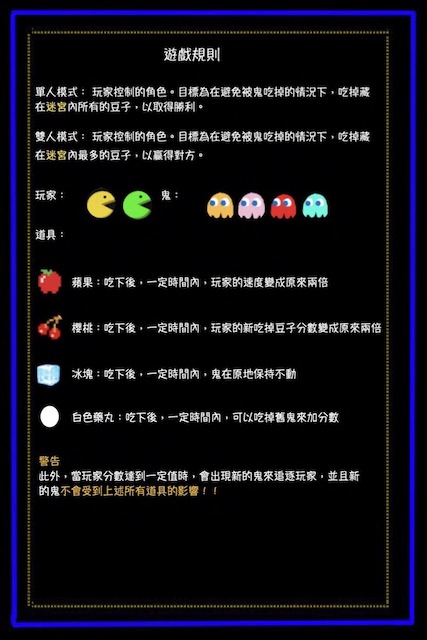 遊戲規則
單人模式： 玩家控制的角色。目標為在避免被鬼吃掉的情況下，吃掉藏
在迷宮內所有的豆子，以取得勝利。
雙人模式： 玩家控制的角色。目標為在避免被鬼吃掉的情況下，吃掉藏
在迷宮內最多的豆子，以贏得對方。
玩家： 鬼：
道具：
蘋果：吃下後，一定時間內，玩家的速度變成原來兩倍
櫻桃：吃下後，一定時間內，玩家的新吃掉豆子分數變成原來兩倍
冰塊：吃下後，一定時間內，鬼在原地保持不動
白色藥丸：吃下後，一定時間內，可以吃掉舊鬼來加分數
警告
此外，當玩家分數達到一定值時，會出現新的鬼來追逐玩家，並且新
的鬼不會受到上述所有道具的影響！！